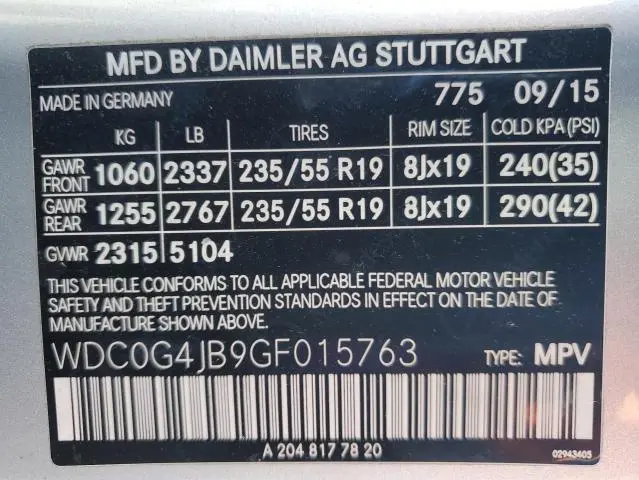 MFD BY DAIMLER AG STUTTGART
MADE IN GERMANY 775 09/15
KG LB TIRES RIM SIZE COLD KPA (PSI)
GAWR FRONT 1060 2337 235/55 R19 8Jx19 240(35)
GAWR REAR 1255 2767 235/55 R19 8Jx19 290(42)
GVWR 2315 5104
THIS VEHICLE CONFORMS TO ALL APPLICABLE FEDERAL MOTOR VEHICLE
SAFETY AND THEFT PREVENTION STANDARDS IN EFFECT ON THE DATE
OF MANUFACTURE SHOWN ABOVE.
WDC0G4JB9GF015763 TYPE: MPV
A 204 817 78 20
02943405